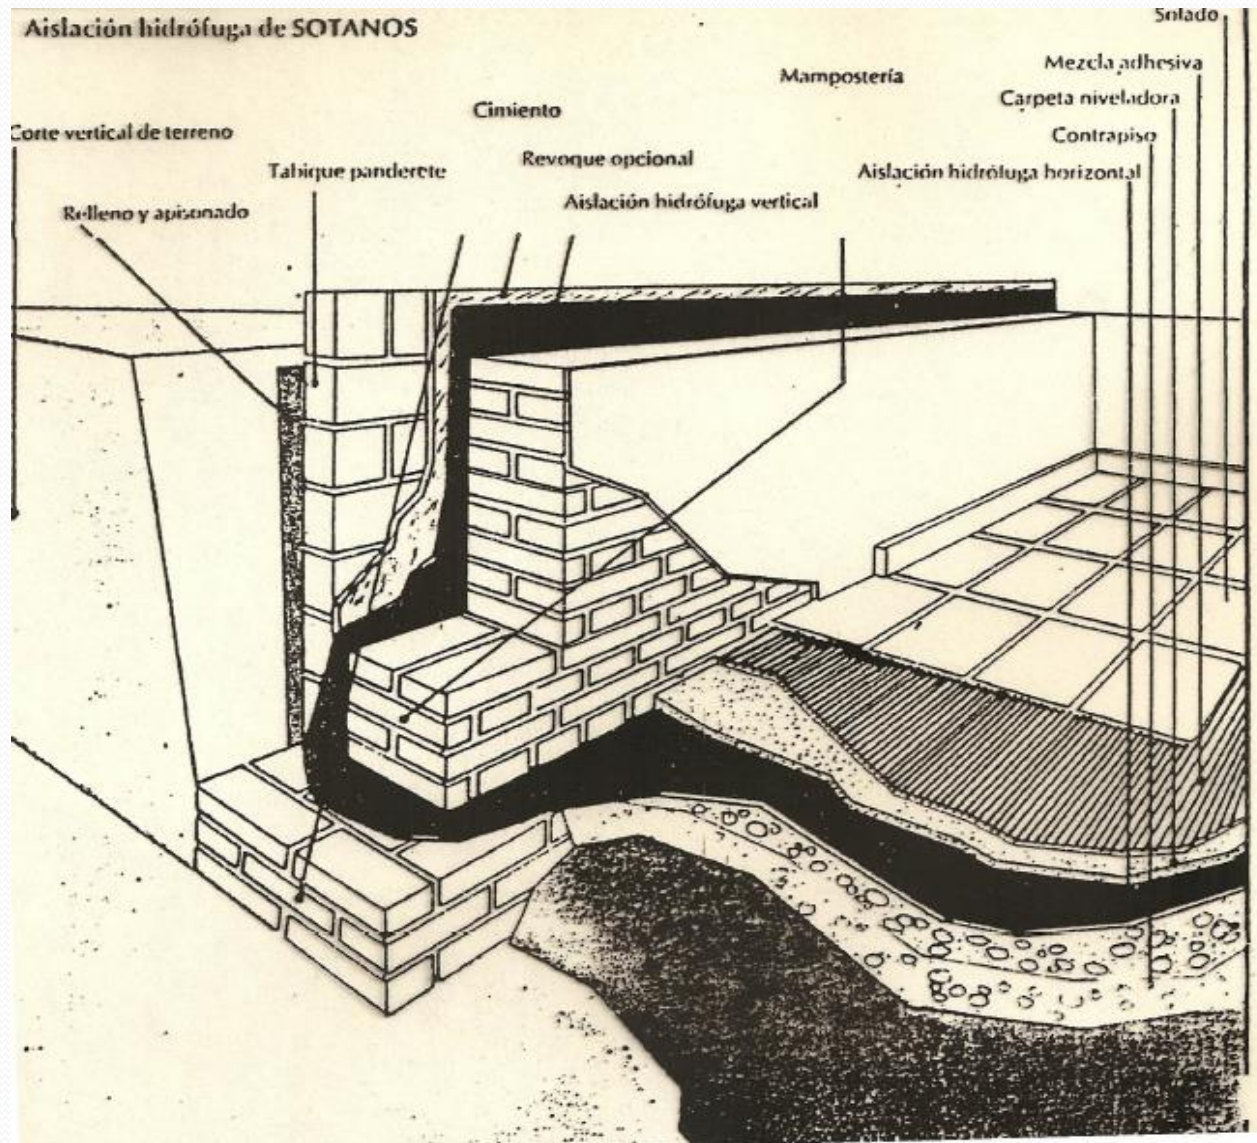 Aislación hidrófuga de SOTANOS
Solado
Mezcla adhesiva
Mampostería
Carpeta niveladora
Cimiento
Corte vertical de terreno
Contrapiso
Revoque opcional
Tabique panderete
Aislación hidrófuga horizontal
Aislación hidrófuga vertical
Relleno y apisonado